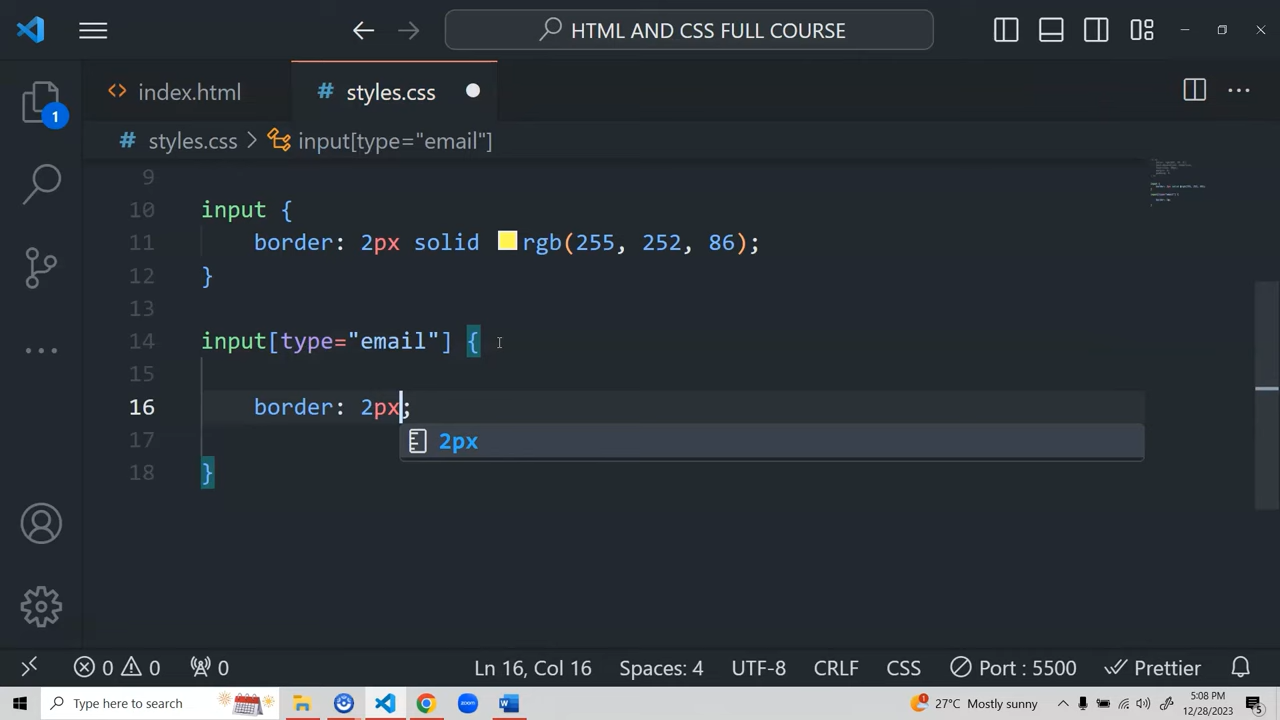 HTML AND CSS FULL COURSE
index.html
styles.css
1
styles.css > input[type="email"]
9
10 input {
11 border: 2px solid rgb(255, 252, 86);
12 }
13
14 input[type="email"] {
15
16 border: 2px;
2px
17
18 }
0 0 0
Ln 16, Col 16
Spaces: 4
UTF-8
CRLF
CSS
Port : 5500
Prettier
Type here to search
zoom
W
27°C Mostly sunny
5:08 PM
12/28/2023
5